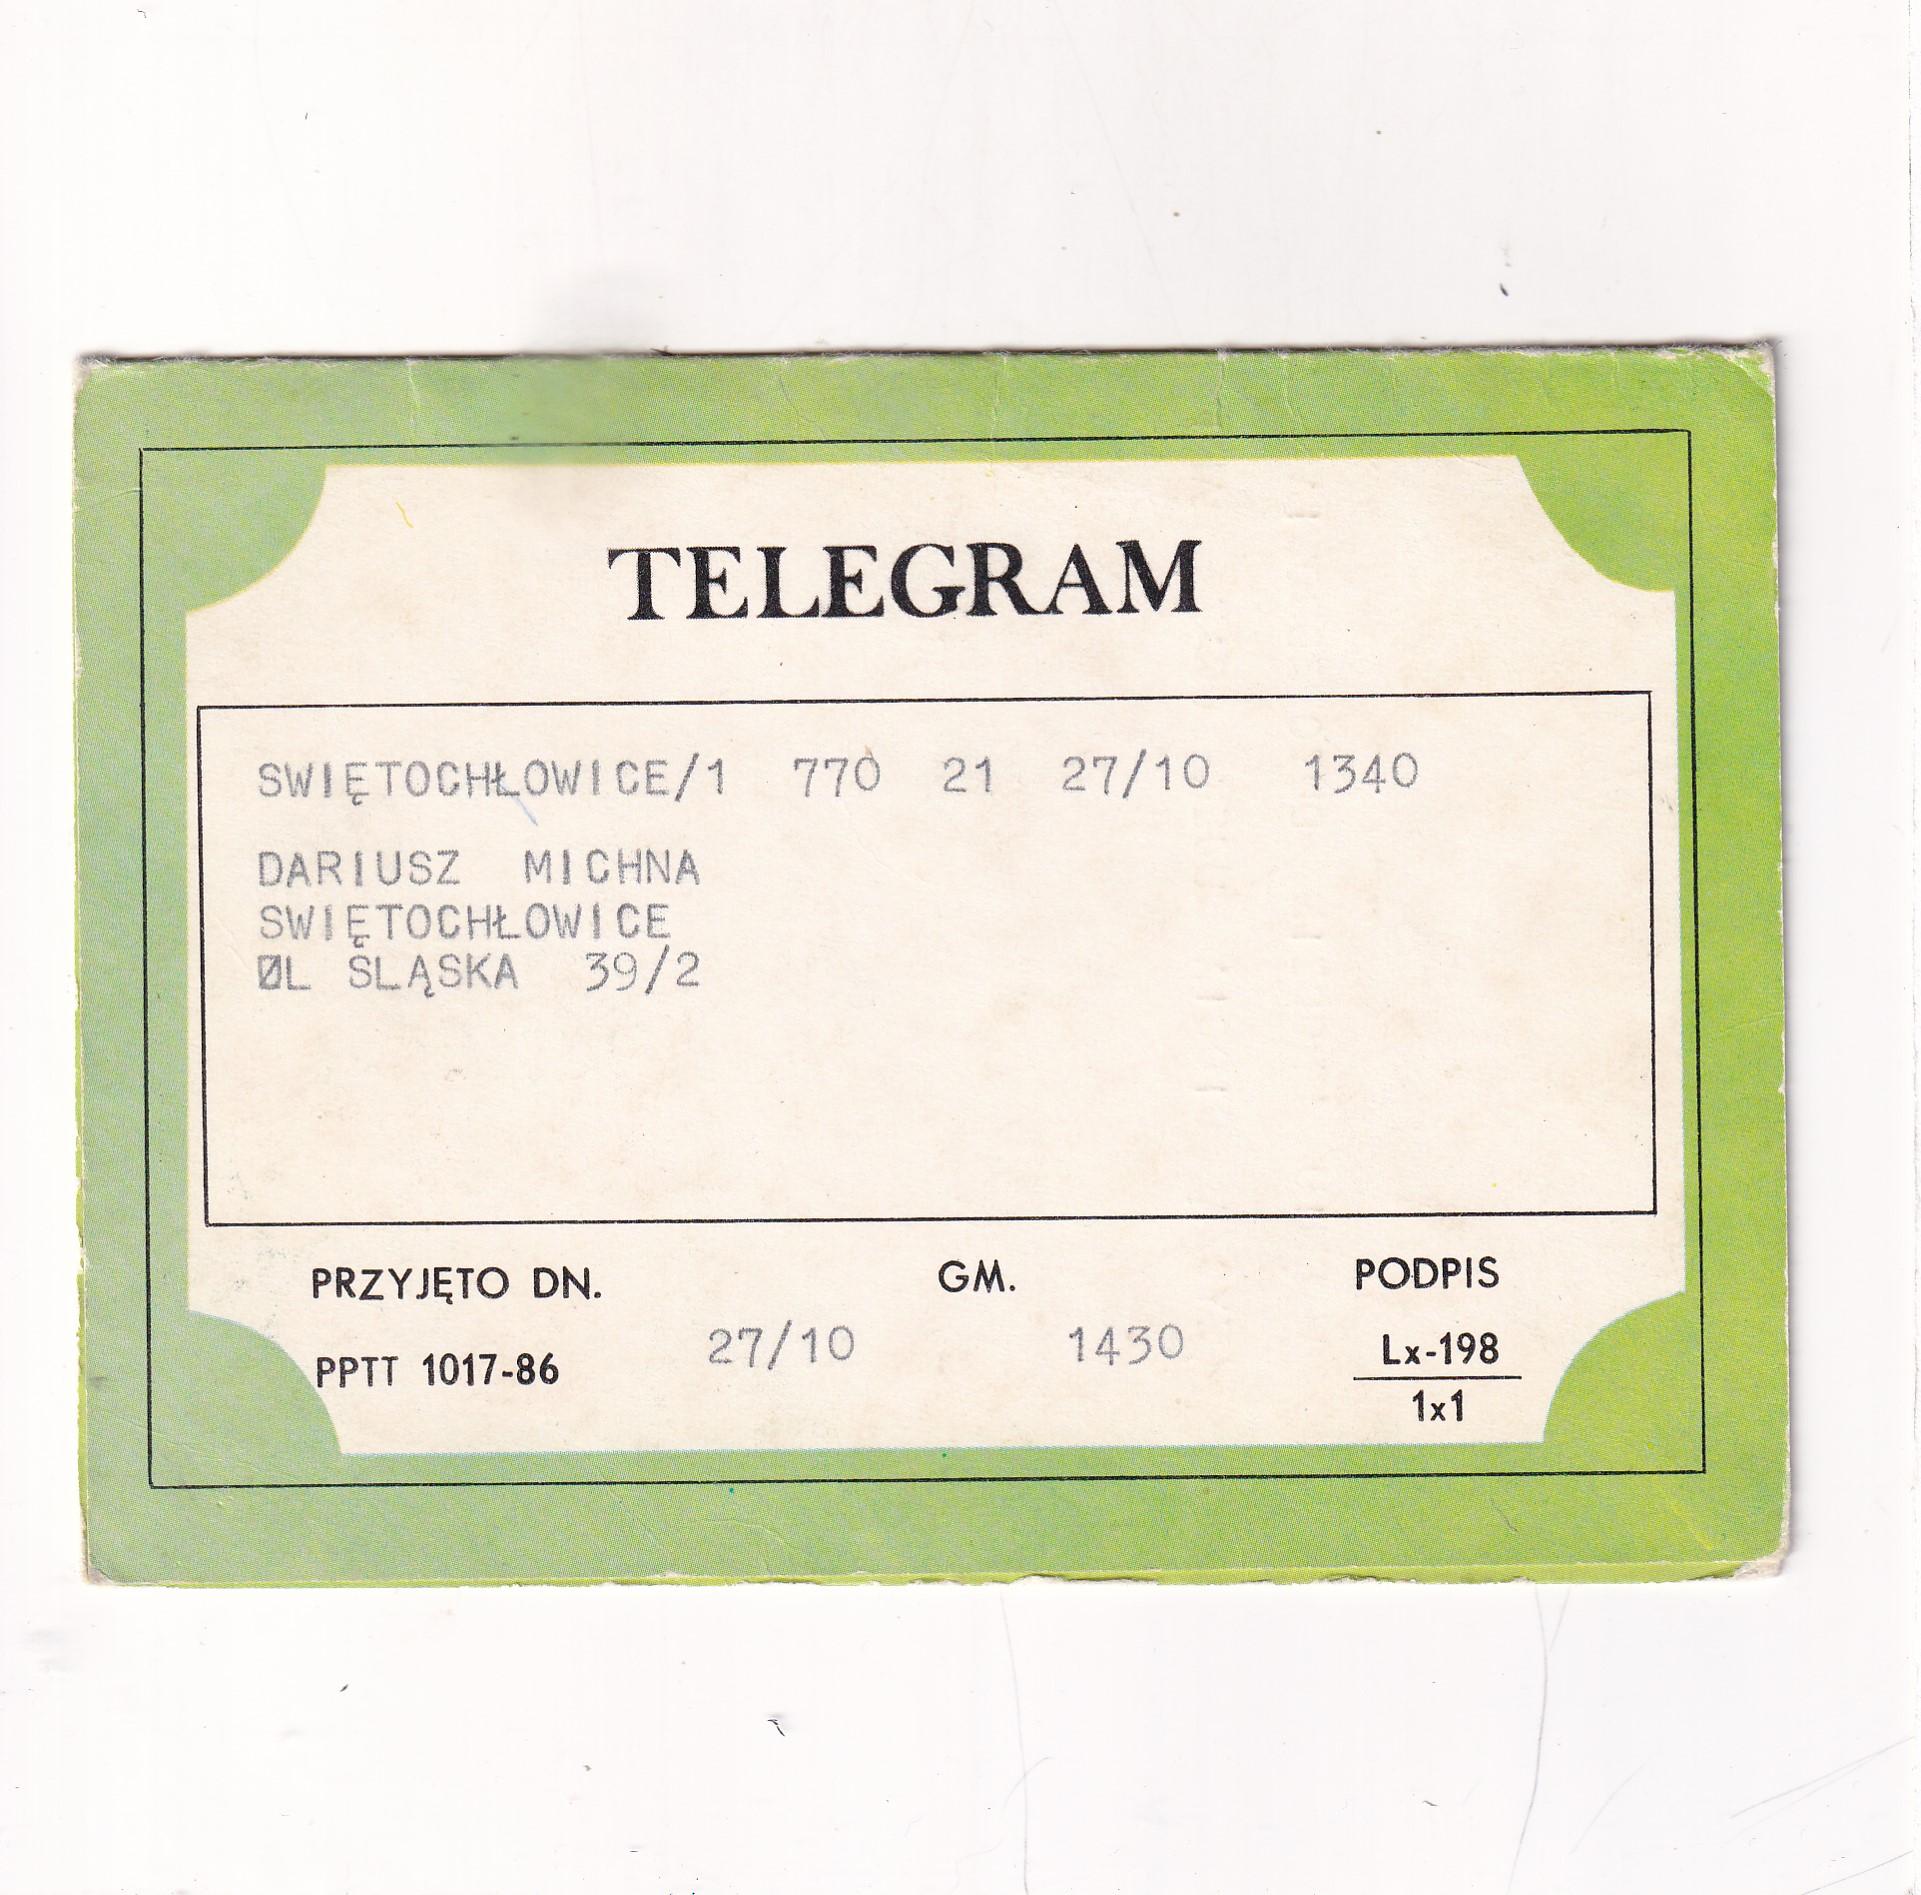 TELEGRAM
SWIĘTOCHŁOWICE/1 770 21 27/10 1340
DARIUSZ MICHNA
SWIĘTOCHŁOWICE
UL SLĄSKA 39/2
PRZYJĘTO DN. GM. PODPIS
27/10 1430
PPTT 1017-86
Lx-198
1x1